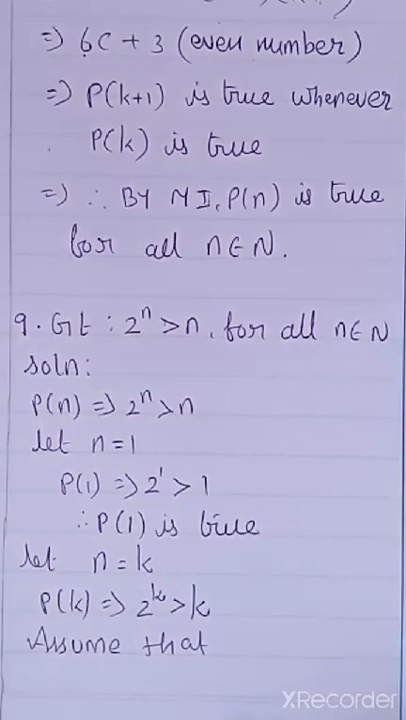 =) 6C + 3 (even number)
=) P(k+1) is true whenever
P(k) is true
=) ∴ BY M I, P(n) is true
for all n∈N.
9. Gt : 2ⁿ >n, for all n∈N
soln:
P(n) =) 2ⁿ>n
let n=1
P(1) =) 2¹ > 1
∴P(1) is true
let n = k
P(k) =) 2ᵏ >k
Assume that
XRecorder